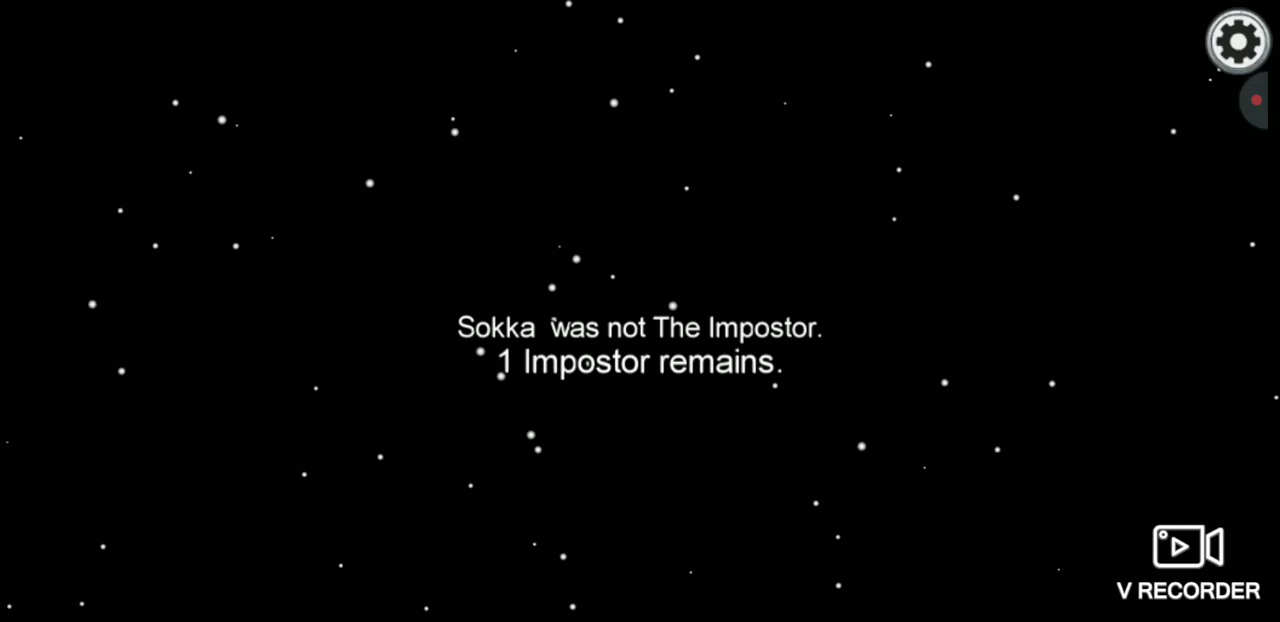 Sokka was not The Impostor.
1 Impostor remains.
V RECORDER